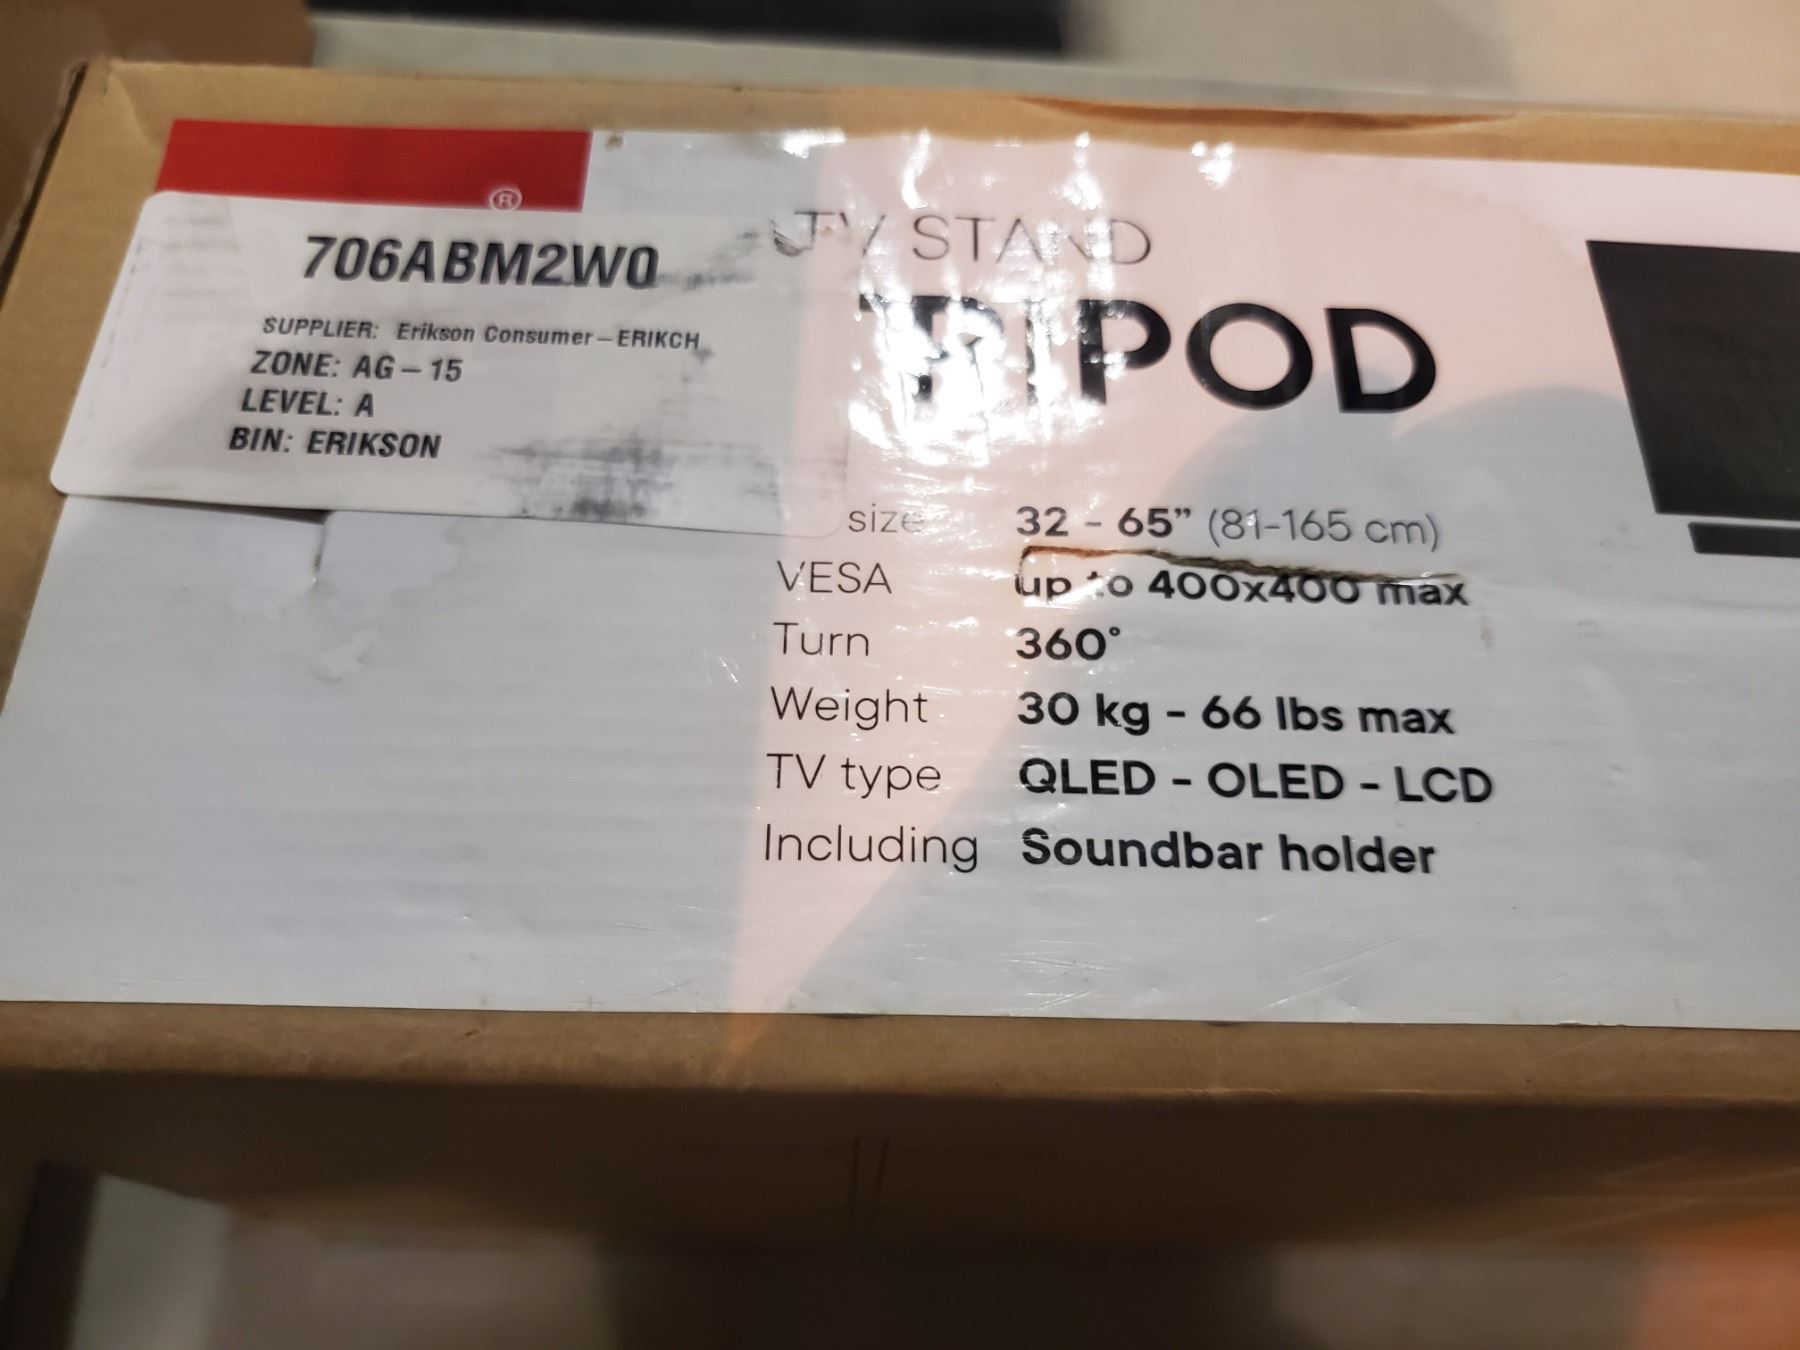 ®
706ABM2W0
SUPPLIER: Erikson Consumer – ERIKCH
ZONE: AG – 15
LEVEL: A
BIN: ERIKSON
TV STAND
TRIPOD
size 32 - 65” (81-165 cm)
VESA up to 400x400 max
Turn 360°
Weight 30 kg - 66 lbs max
TV type QLED - OLED - LCD
Including Soundbar holder